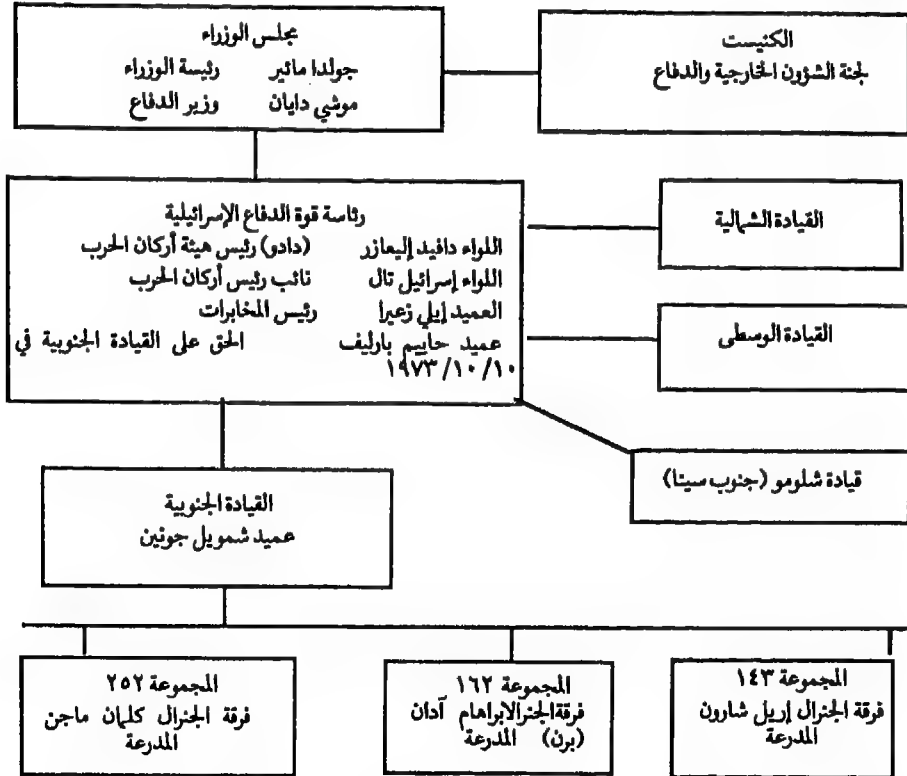 مجلس الوزراء
جولدا مائير رئيسة الوزراء
موشي دايان وزير الدفاع
الكنيست
لجنة الشؤون الخارجية والدفاع
رئاسة قوة الدفاع الإسرائيلية
اللواء دافيد إليعازر (دادو) رئيس هيئة أركان الحرب
اللواء إسرائيل تال نائب رئيس أركان الحرب
العميد إيلي زعيرا رئيس المخابرات
عميد حاييم بارليف الحق على القيادة الجنوبية في
١٩٧٣/١٠/١٠
القيادة الشمالية
القيادة الوسطى
قيادة شلومو (جنوب سينا)
القيادة الجنوبية
عميد شمويل جونين
المجموعة ١٤٣
فرقة الجنرال إريل شارون
المدرعة
المجموعة ١٦٢
فرقة الجنرالابراهام آدان
(برن) المدرعة
المجموعة ٢٥٢
فرقة الجنرال كلمان ماجن
المدرعة